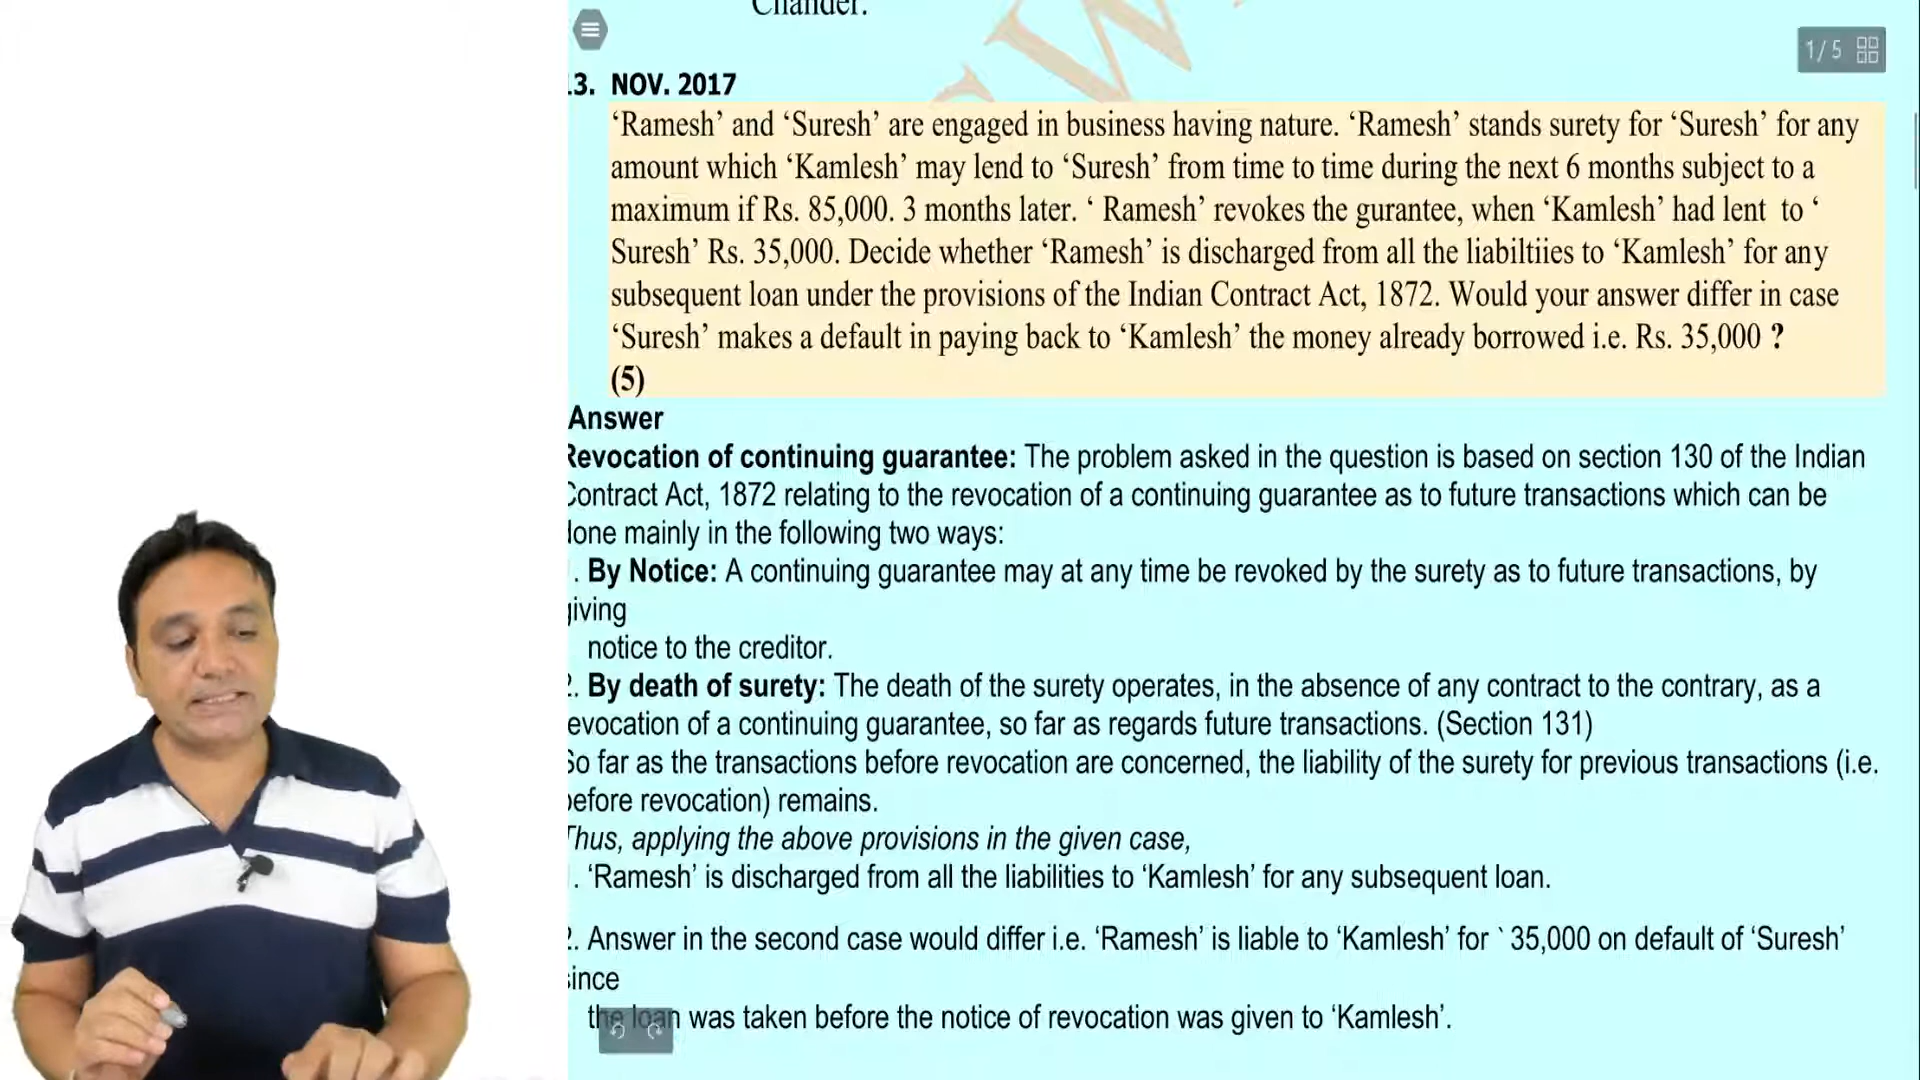 Chander.
1/5
.3. NOV. 2017
‘Ramesh’ and ‘Suresh’ are engaged in business having nature. ‘Ramesh’ stands surety for ‘Suresh’ for any
amount which ‘Kamlesh’ may lend to ‘Suresh’ from time to time during the next 6 months subject to a
maximum if Rs. 85,000. 3 months later. ‘ Ramesh’ revokes the gurantee, when ‘Kamlesh’ had lent to ‘
Suresh’ Rs. 35,000. Decide whether ‘Ramesh’ is discharged from all the liabiltiies to ‘Kamlesh’ for any
subsequent loan under the provisions of the Indian Contract Act, 1872. Would your answer differ in case
‘Suresh’ makes a default in paying back to ‘Kamlesh’ the money already borrowed i.e. Rs. 35,000 ?
(5)
Answer
Revocation of continuing guarantee: The problem asked in the question is based on section 130 of the Indian
Contract Act, 1872 relating to the revocation of a continuing guarantee as to future transactions which can be
done mainly in the following two ways:
. By Notice: A continuing guarantee may at any time be revoked by the surety as to future transactions, by
giving
notice to the creditor.
2. By death of surety: The death of the surety operates, in the absence of any contract to the contrary, as a
evocation of a continuing guarantee, so far as regards future transactions. (Section 131)
So far as the transactions before revocation are concerned, the liability of the surety for previous transactions (i.e.
before revocation) remains.
Thus, applying the above provisions in the given case,
. ‘Ramesh’ is discharged from all the liabilities to ‘Kamlesh’ for any subsequent loan.
2. Answer in the second case would differ i.e. ‘Ramesh’ is liable to ‘Kamlesh’ for ` 35,000 on default of ‘Suresh’
since
the loan was taken before the notice of revocation was given to ‘Kamlesh’.